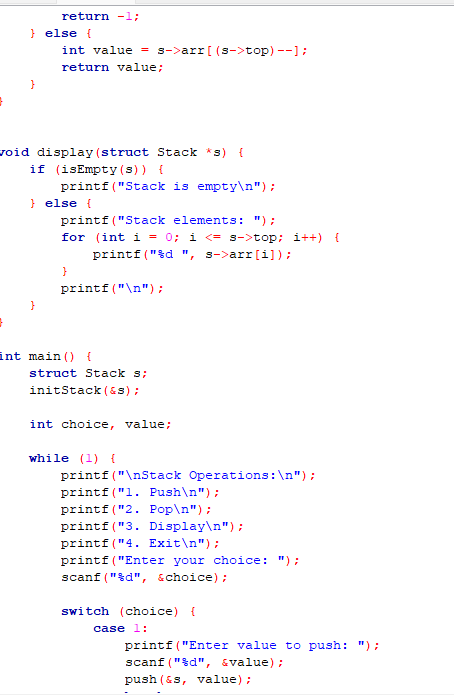 return -1;
    } else {
        int value = s->arr[(s->top)--];
        return value;
    }
}
void display(struct Stack *s) {
    if (isEmpty(s)) {
        printf("Stack is empty\n");
    } else {
        printf("Stack elements: ");
        for (int i = 0; i <= s->top; i++) {
            printf("%d ", s->arr[i]);
        }
        printf("\n");
    }
}
int main() {
    struct Stack s;
    initStack(&s);
    int choice, value;
    while (1) {
        printf("\nStack Operations:\n");
        printf("1. Push\n");
        printf("2. Pop\n");
        printf("3. Display\n");
        printf("4. Exit\n");
        printf("Enter your choice: ");
        scanf("%d", &choice);
        switch (choice) {
            case 1:
                printf("Enter value to push: ");
                scanf("%d", &value);
                push(&s, value);